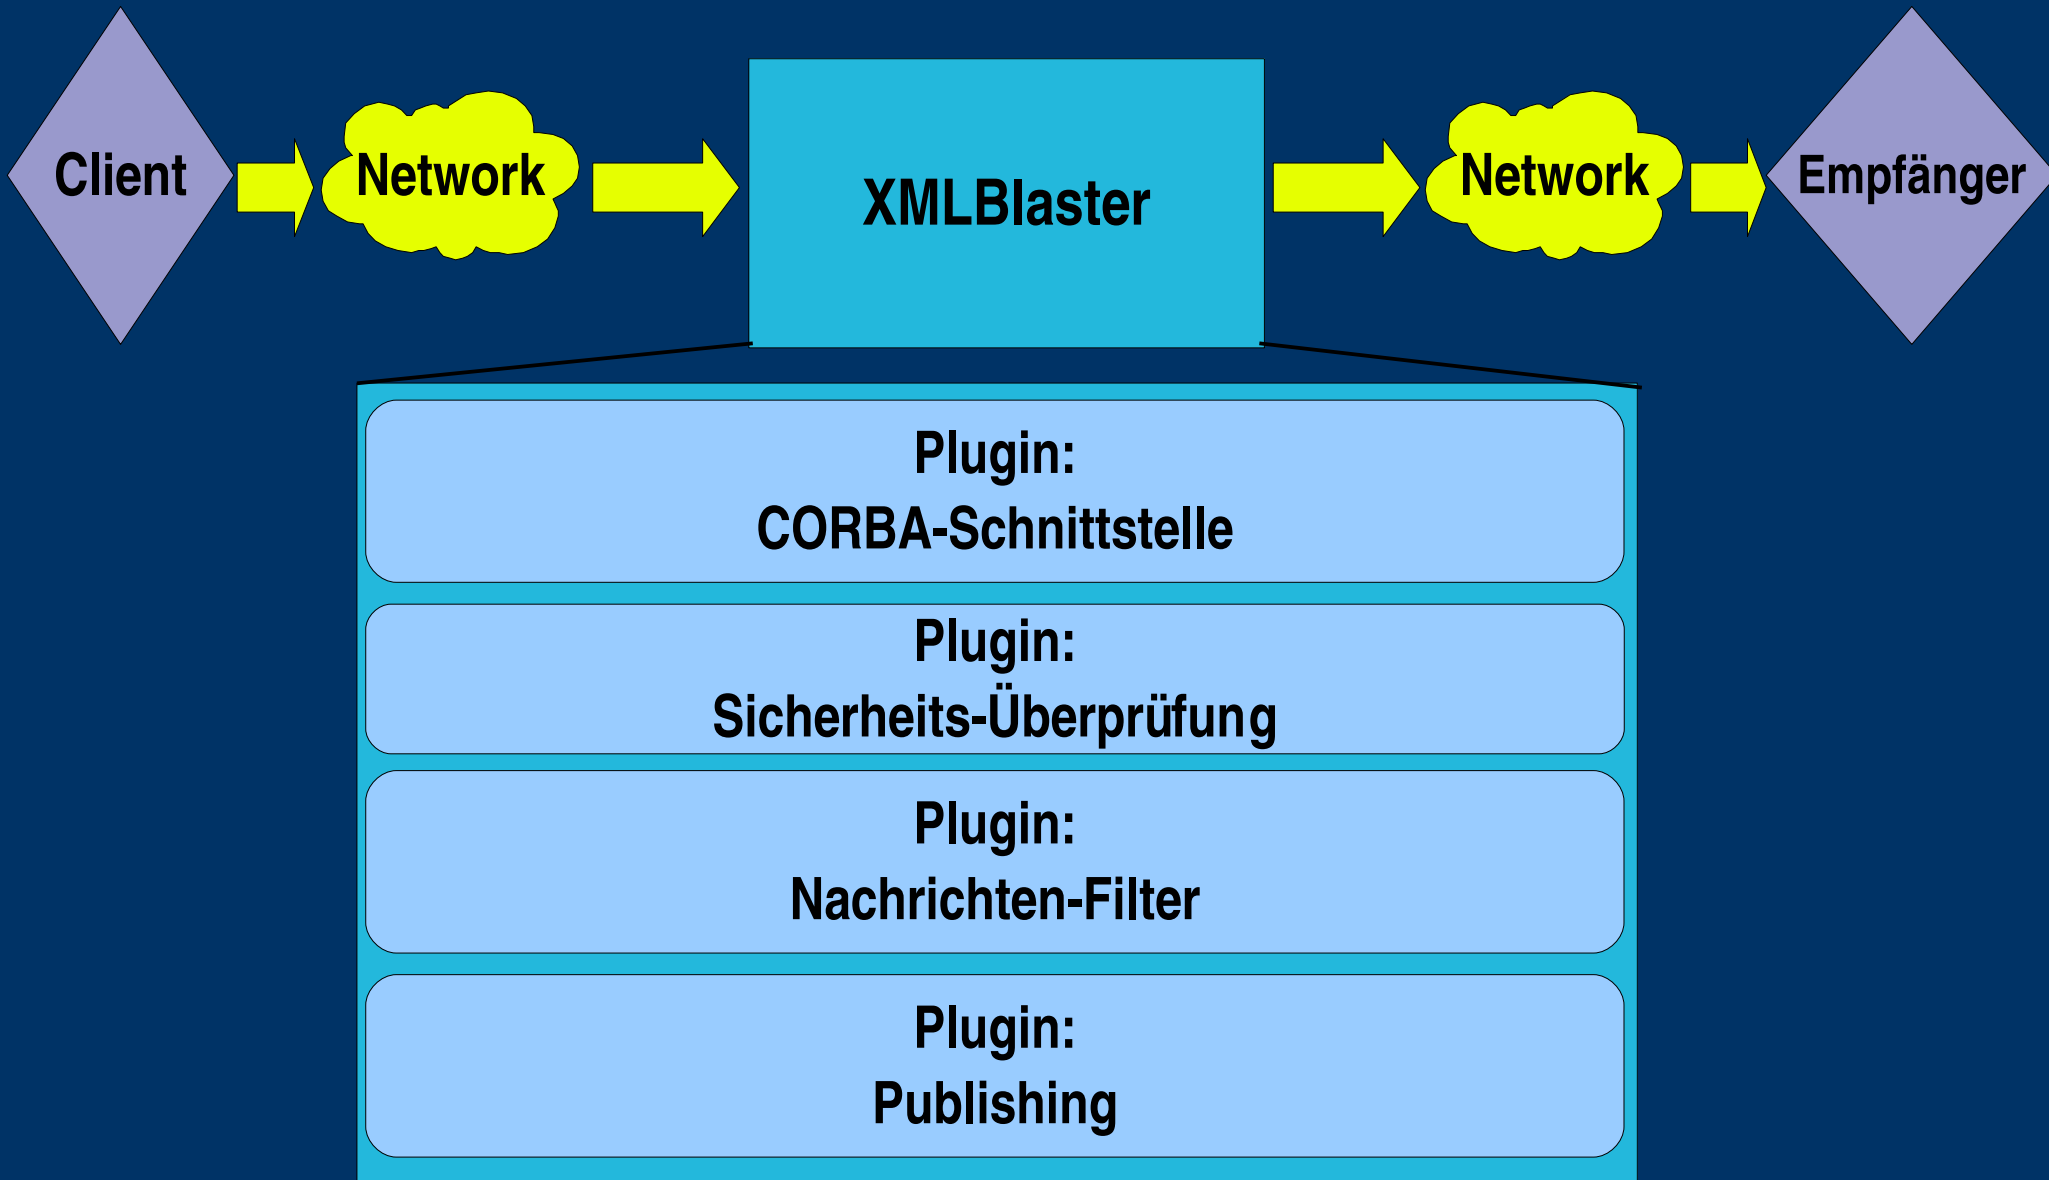 Client
Network
XMLBlaster
Network
Empfänger
Plugin:
CORBA-Schnittstelle
Plugin:
Sicherheits-Überprüfung
Plugin:
Nachrichten-Filter
Plugin:
Publishing